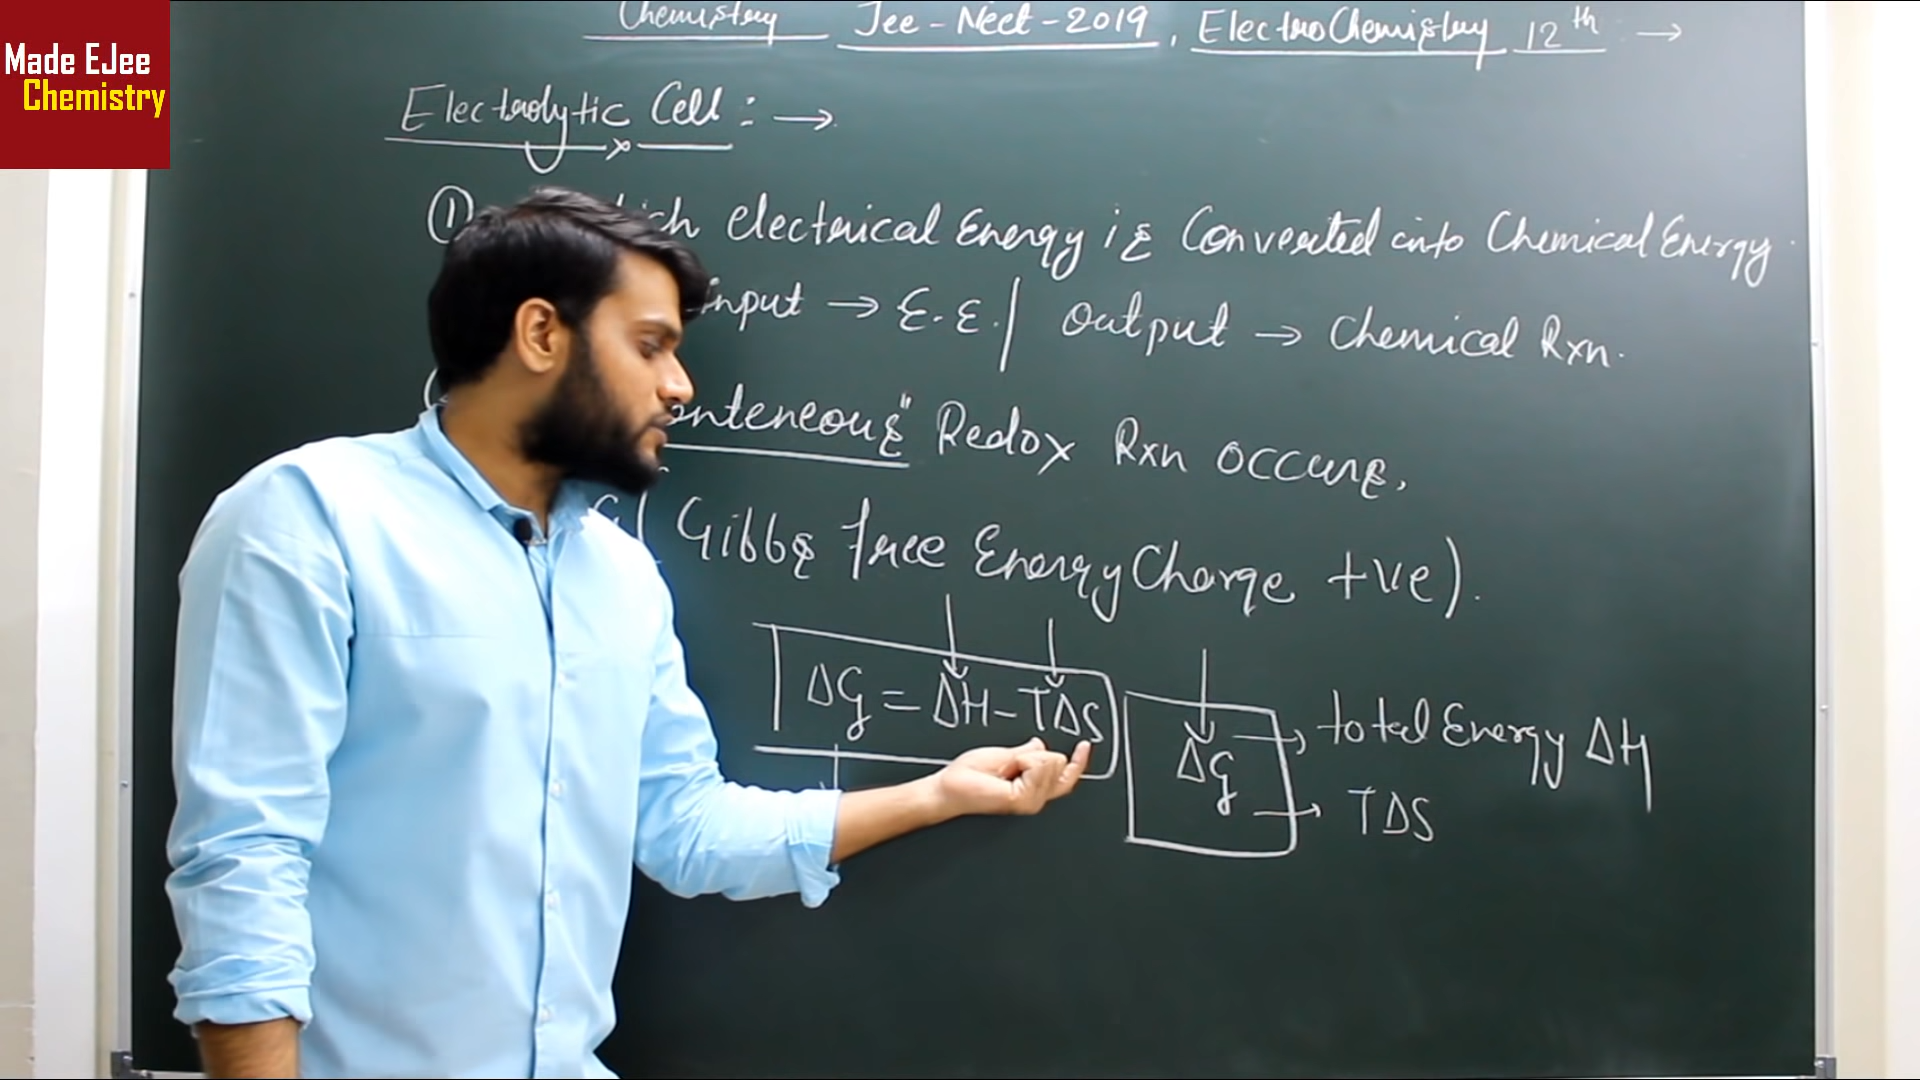 Made EJee
Chemistry
Chemistry Jee-Neet-2019, ElectroChemistry 12th →
Electrolytic Cell: →
① electrical Energy is Converted into Chemical Energy
input → E.E. | Output → Chemical Rxn.
onteneous" Redox Rxn occurs.
G ( Gibbs free Energy Charge +ve).
ΔG = ΔH - TΔS
ΔG → total Energy ΔH
→ TΔS